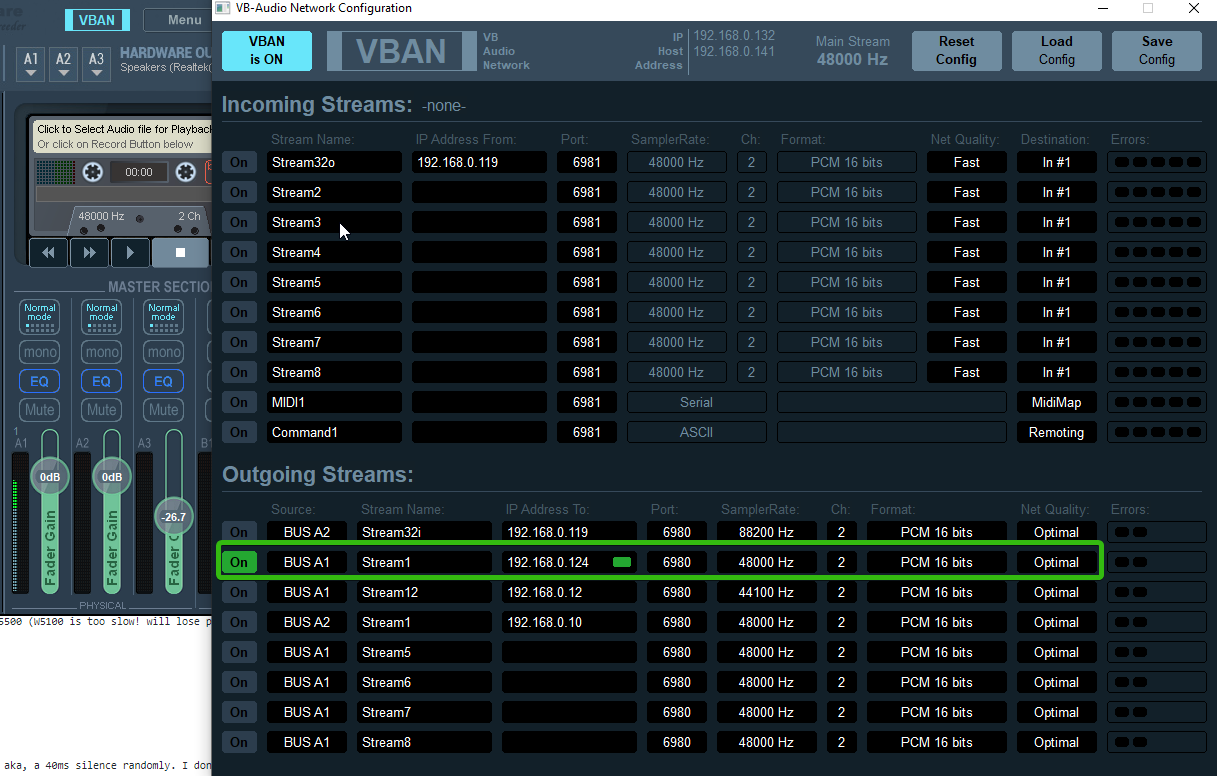 VB-Audio Network Configuration
VBAN
Menu
A1 A2 A3
HARDWARE OU
Speakers (Realtek
VBAN
is ON
VBAN
VB
Audio
Network
IP
Host
Address
192.168.0.132
192.168.0.141
Main Stream
48000 Hz
Reset
Config
Load
Config
Save
Config
Click to Select Audio file for Playback
Or click on Record Button below
00:00
48000 Hz 2 Ch
MASTER SECTIO
Normal
mode
Normal
mode
Normal
mode
mono mono mono
EQ EQ EQ
Mute Mute Mute
1
A1 A2 A3 B1
0dB 0dB -26.7
Fader Gain Fader Gain Fader G
PHYSICAL
5500 (W5100 is too slow! will lose p
aka, a 40ms silence randomly. I don
Incoming Streams: -none-
Stream Name: IP Address From: Port: SamplerRate: Ch: Format: Net Quality: Destination: Errors:
On Stream32o 192.168.0.119 6981 48000 Hz 2 PCM 16 bits Fast In #1
On Stream2 6981 48000 Hz 2 PCM 16 bits Fast In #1
On Stream3 6981 48000 Hz 2 PCM 16 bits Fast In #1
On Stream4 6981 48000 Hz 2 PCM 16 bits Fast In #1
On Stream5 6981 48000 Hz 2 PCM 16 bits Fast In #1
On Stream6 6981 48000 Hz 2 PCM 16 bits Fast In #1
On Stream7 6981 48000 Hz 2 PCM 16 bits Fast In #1
On Stream8 6981 48000 Hz 2 PCM 16 bits Fast In #1
On MIDI1 6981 Serial MidiMap
On Command1 6981 ASCII Remoting
Outgoing Streams:
Source: Stream Name: IP Address To: Port: SamplerRate: Ch: Format: Net Quality: Errors:
On BUS A2 Stream32i 192.168.0.119 6980 88200 Hz 2 PCM 16 bits Optimal
On BUS A1 Stream1 192.168.0.124 6980 48000 Hz 2 PCM 16 bits Optimal
On BUS A1 Stream12 192.168.0.12 6980 44100 Hz 2 PCM 16 bits Optimal
On BUS A2 Stream1 192.168.0.10 6980 48000 Hz 2 PCM 16 bits Optimal
On BUS A1 Stream5 6980 48000 Hz 2 PCM 16 bits Optimal
On BUS A1 Stream6 6980 48000 Hz 2 PCM 16 bits Optimal
On BUS A1 Stream7 6980 48000 Hz 2 PCM 16 bits Optimal
On BUS A1 Stream8 6980 48000 Hz 2 PCM 16 bits Optimal